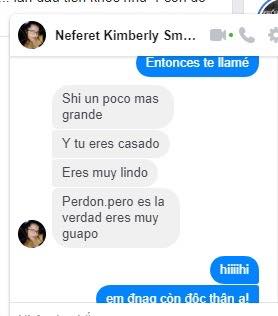 Neferet Kimberly Sm...
Entonces te llamé
Shi un poco mas
grande
Y tu eres casado
Eres muy lindo
Perdon.pero es la
verdad eres muy
guapo
hiiiihi
em đnag còn độc thân ạ!